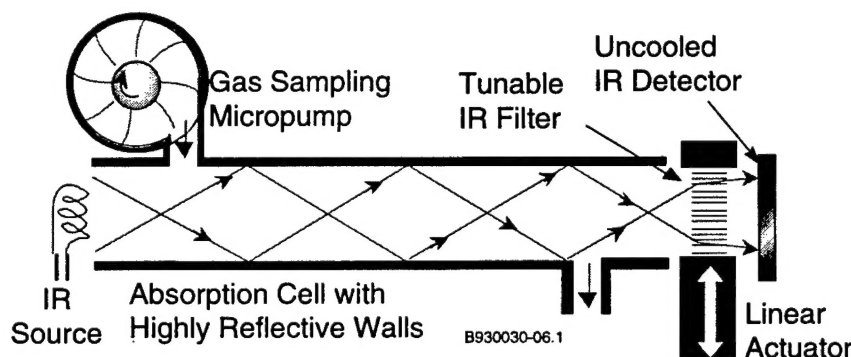 Gas Sampling
Micropump
Tunable
IR Filter
Uncooled
IR Detector
IR
Source
Absorption Cell with
Highly Reflective Walls
B930030-06.1
Linear
Actuator